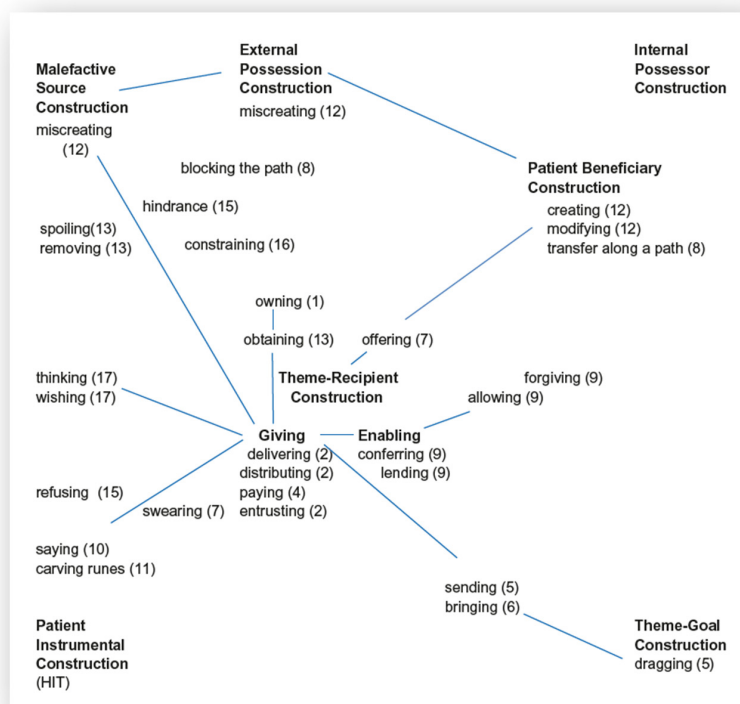 External
Possession
Construction
miscreating (12)
Internal
Possessor
Construction
Malefactive
Source
Construction
miscreating
(12)
blocking the path (8)
Patient Beneficiary
Construction
creating (12)
modifying (12)
transfer along a path (8)
hindrance (15)
spoiling(13)
removing (13)
constraining (16)
owning (1)
obtaining (13)
offering (7)
Theme-Recipient
Construction
thinking (17)
wishing (17)
forgiving (9)
allowing (9)
Giving
delivering (2)
distributing (2)
paying (4)
entrusting (2)
Enabling
conferring (9)
lending (9)
refusing (15)
swearing (7)
saying (10)
carving runes (11)
sending (5)
bringing (6)
Patient
Instrumental
Construction
(HIT)
Theme-Goal
Construction
dragging (5)